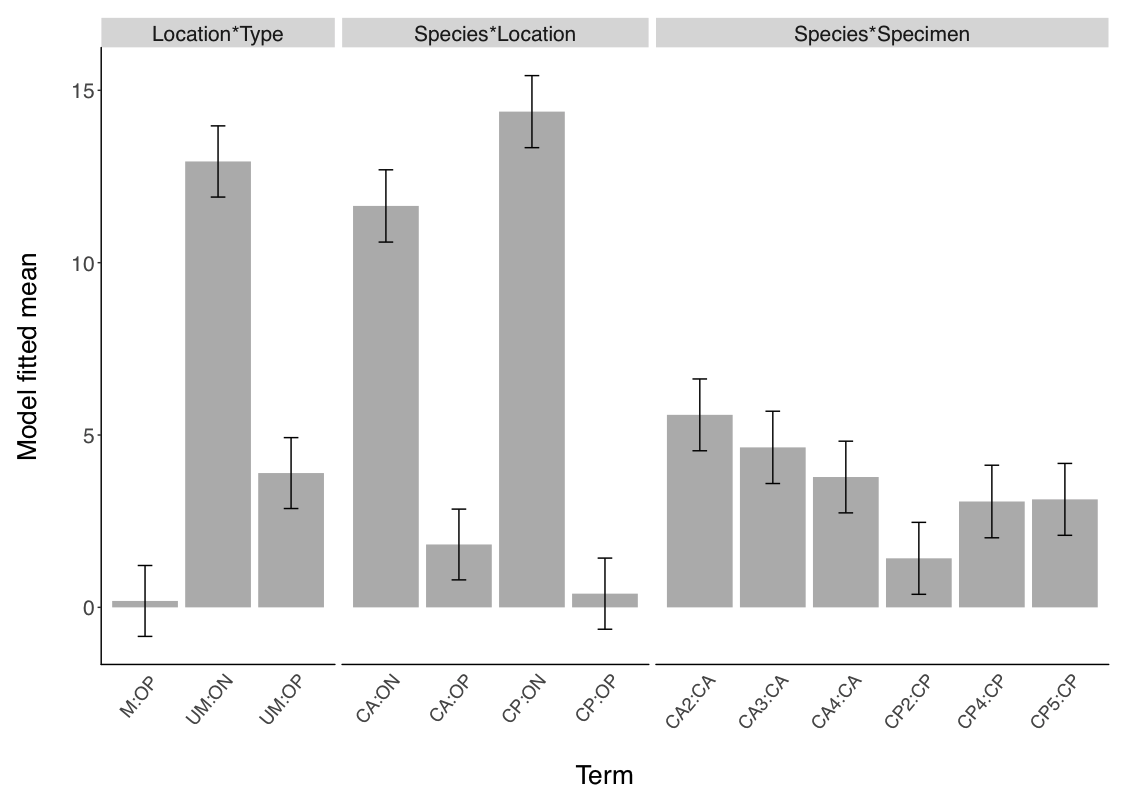 Location*Type
Species*Location
Species*Specimen
Model fitted mean
15
10
5
0
M:OP
UM:ON
UM:OP
CA:ON
CA:OP
CP:ON
CP:OP
CA2:CA
CA3:CA
CA4:CA
CP2:CP
CP4:CP
CP5:CP
Term